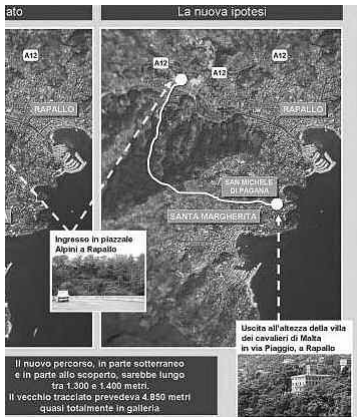 ato
La nuova ipotesi
A12
A12
A12
A12
RAPALLO
RAPALLO
SAN MICHELE
DI PAGANA
SANTA MARGHERITA
Ingresso in piazzale
Alpini a Rapallo
Uscita all'altezza della villa
dei cavalieri di Malta
in via Piaggio, a Rapallo
Il nuovo percorso, in parte sotterraneo
e in parte allo scoperto, sarebbe lungo
tra 1.300 e 1.400 metri.
Il vecchio tracciato prevedeva 4.850 metri
quasi totalmente in galleria